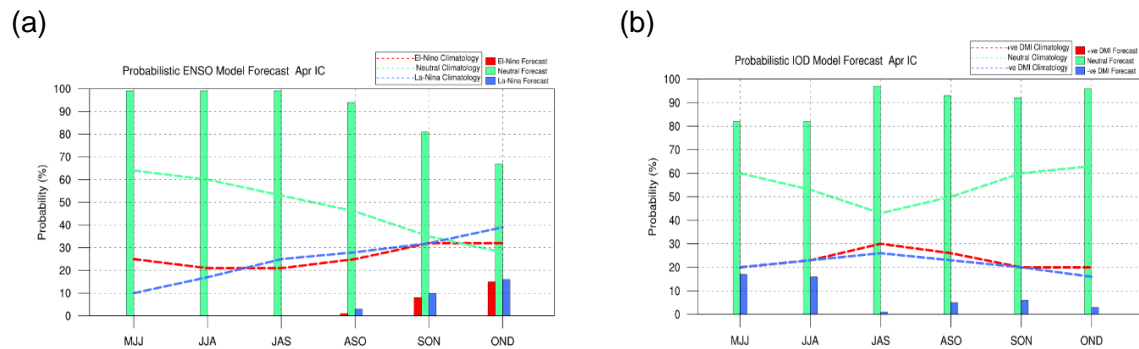 (a)
El-Nino Climatology
Neutral Climatology
La-Nina Climatology
El-Nino Forecast
Neutral Forecast
La-Nina Forecast
Probabilistic ENSO Model Forecast Apr IC
Probability (%)
100
90
80
70
60
50
40
30
20
10
0
MJJ JJA JAS ASO SON OND
(b)
+ve DMI Climatology
Neutral Climatology
-ve DMI Climatology
+ve DMI Forecast
Neutral Forecast
-ve DMI Forecast
Probabilistic IOD Model Forecast Apr IC
Probability (%)
100
90
80
70
60
50
40
30
20
10
0
MJJ JJA JAS ASO SON OND